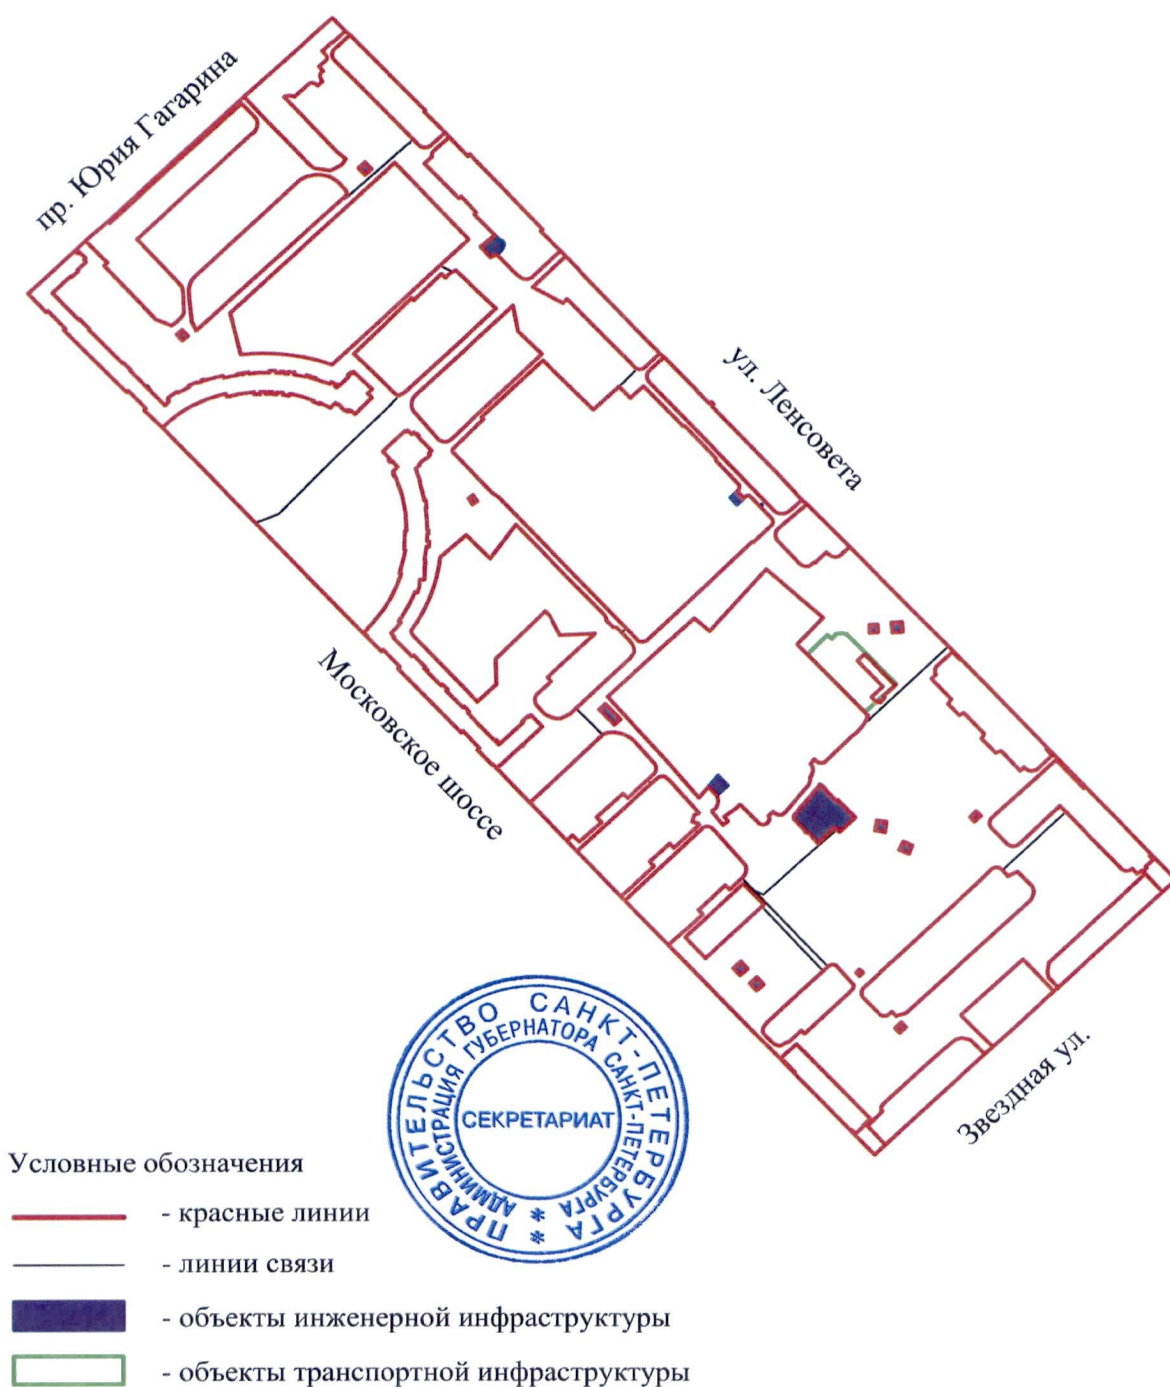 пр. Юрия Гагарина
ул. Ленсовета
Московское шоссе
Звездная ул.
ПРАВИТЕЛЬСТВО САНКТ-ПЕТЕРБУРГА
АДМИНИСТРАЦИЯ ГУБЕРНАТОРА САНКТ-ПЕТЕРБУРГА
СЕКРЕТАРИАТ
Условные обозначения
- красные линии
- линии связи
- объекты инженерной инфраструктуры
- объекты транспортной инфраструктуры